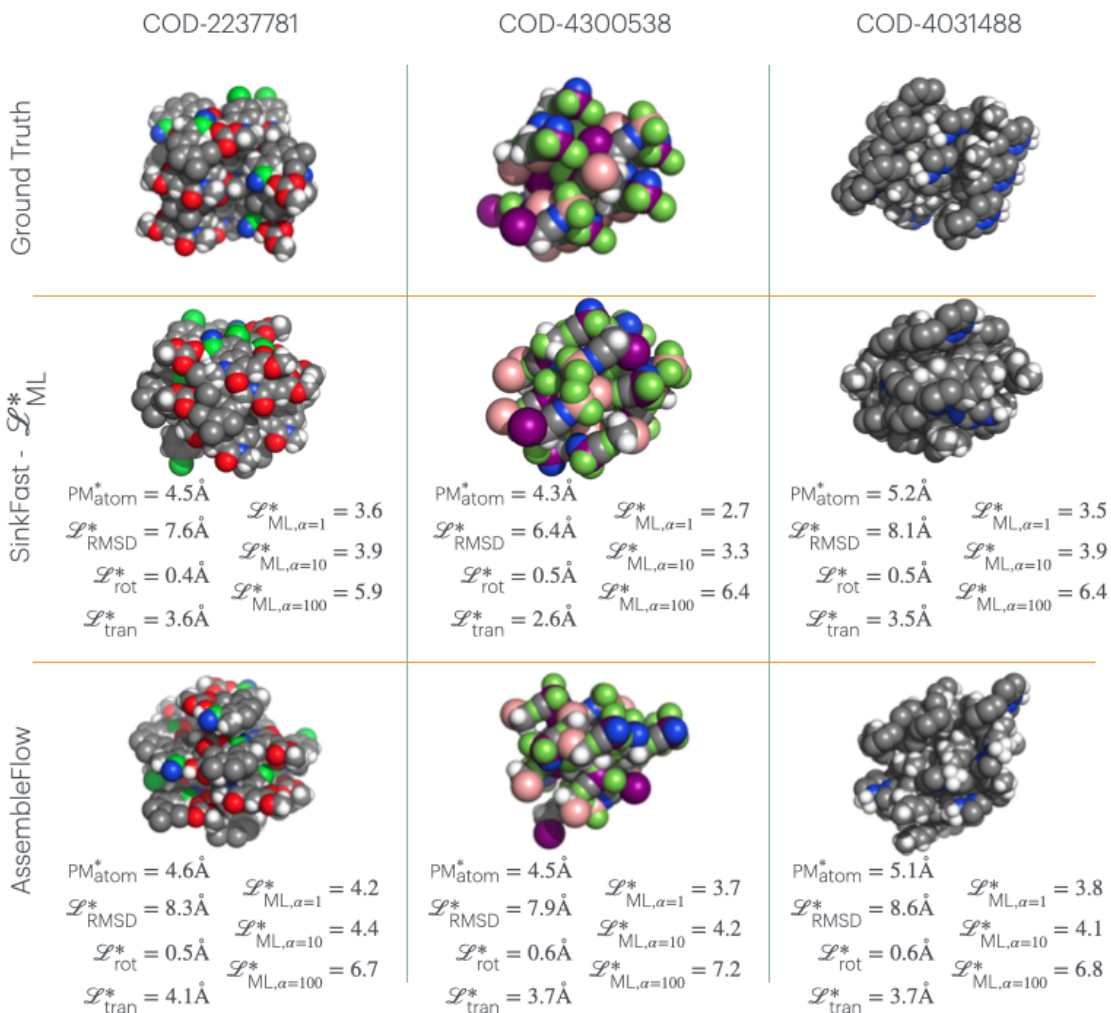 COD-2237781 COD-4300538 COD-4031488
Ground Truth
SinkFast - ℒ*ML
PM*atom = 4.5Å
ℒ*RMSD = 7.6Å
ℒ*rot = 0.4Å
ℒ*tran = 3.6Å
ℒ*ML,α=1 = 3.6
ℒ*ML,α=10 = 3.9
ℒ*ML,α=100 = 5.9
PM*atom = 4.3Å
ℒ*RMSD = 6.4Å
ℒ*rot = 0.5Å
ℒ*tran = 2.6Å
ℒ*ML,α=1 = 2.7
ℒ*ML,α=10 = 3.3
ℒ*ML,α=100 = 6.4
PM*atom = 5.2Å
ℒ*RMSD = 8.1Å
ℒ*rot = 0.5Å
ℒ*tran = 3.5Å
ℒ*ML,α=1 = 3.5
ℒ*ML,α=10 = 3.9
ℒ*ML,α=100 = 6.4
AssembleFlow
PM*atom = 4.6Å
ℒ*RMSD = 8.3Å
ℒ*rot = 0.5Å
ℒ*tran = 4.1Å
ℒ*ML,α=1 = 4.2
ℒ*ML,α=10 = 4.4
ℒ*ML,α=100 = 6.7
PM*atom = 4.5Å
ℒ*RMSD = 7.9Å
ℒ*rot = 0.6Å
ℒ*tran = 3.7Å
ℒ*ML,α=1 = 3.7
ℒ*ML,α=10 = 4.2
ℒ*ML,α=100 = 7.2
PM*atom = 5.1Å
ℒ*RMSD = 8.6Å
ℒ*rot = 0.6Å
ℒ*tran = 3.7Å
ℒ*ML,α=1 = 3.8
ℒ*ML,α=10 = 4.1
ℒ*ML,α=100 = 6.8